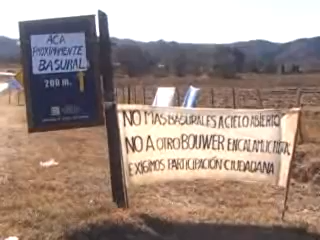 ACA
PROXIMAMENTE
BASURAL
200 m.
NO MAS BASURALES A CIELO ABIERTO
NO A OTRO BOUWER EN CALAMUCHITA
EXIGIMOS PARTICIPACIÓN CIUDADANA